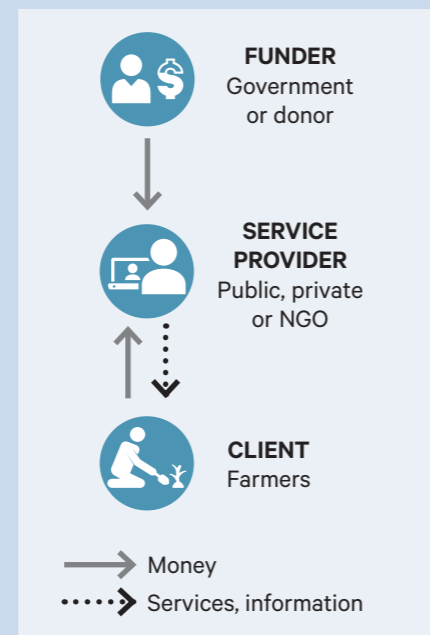 FUNDER
Government
or donor
SERVICE
PROVIDER
Public, private
or NGO
CLIENT
Farmers
Money
Services, information